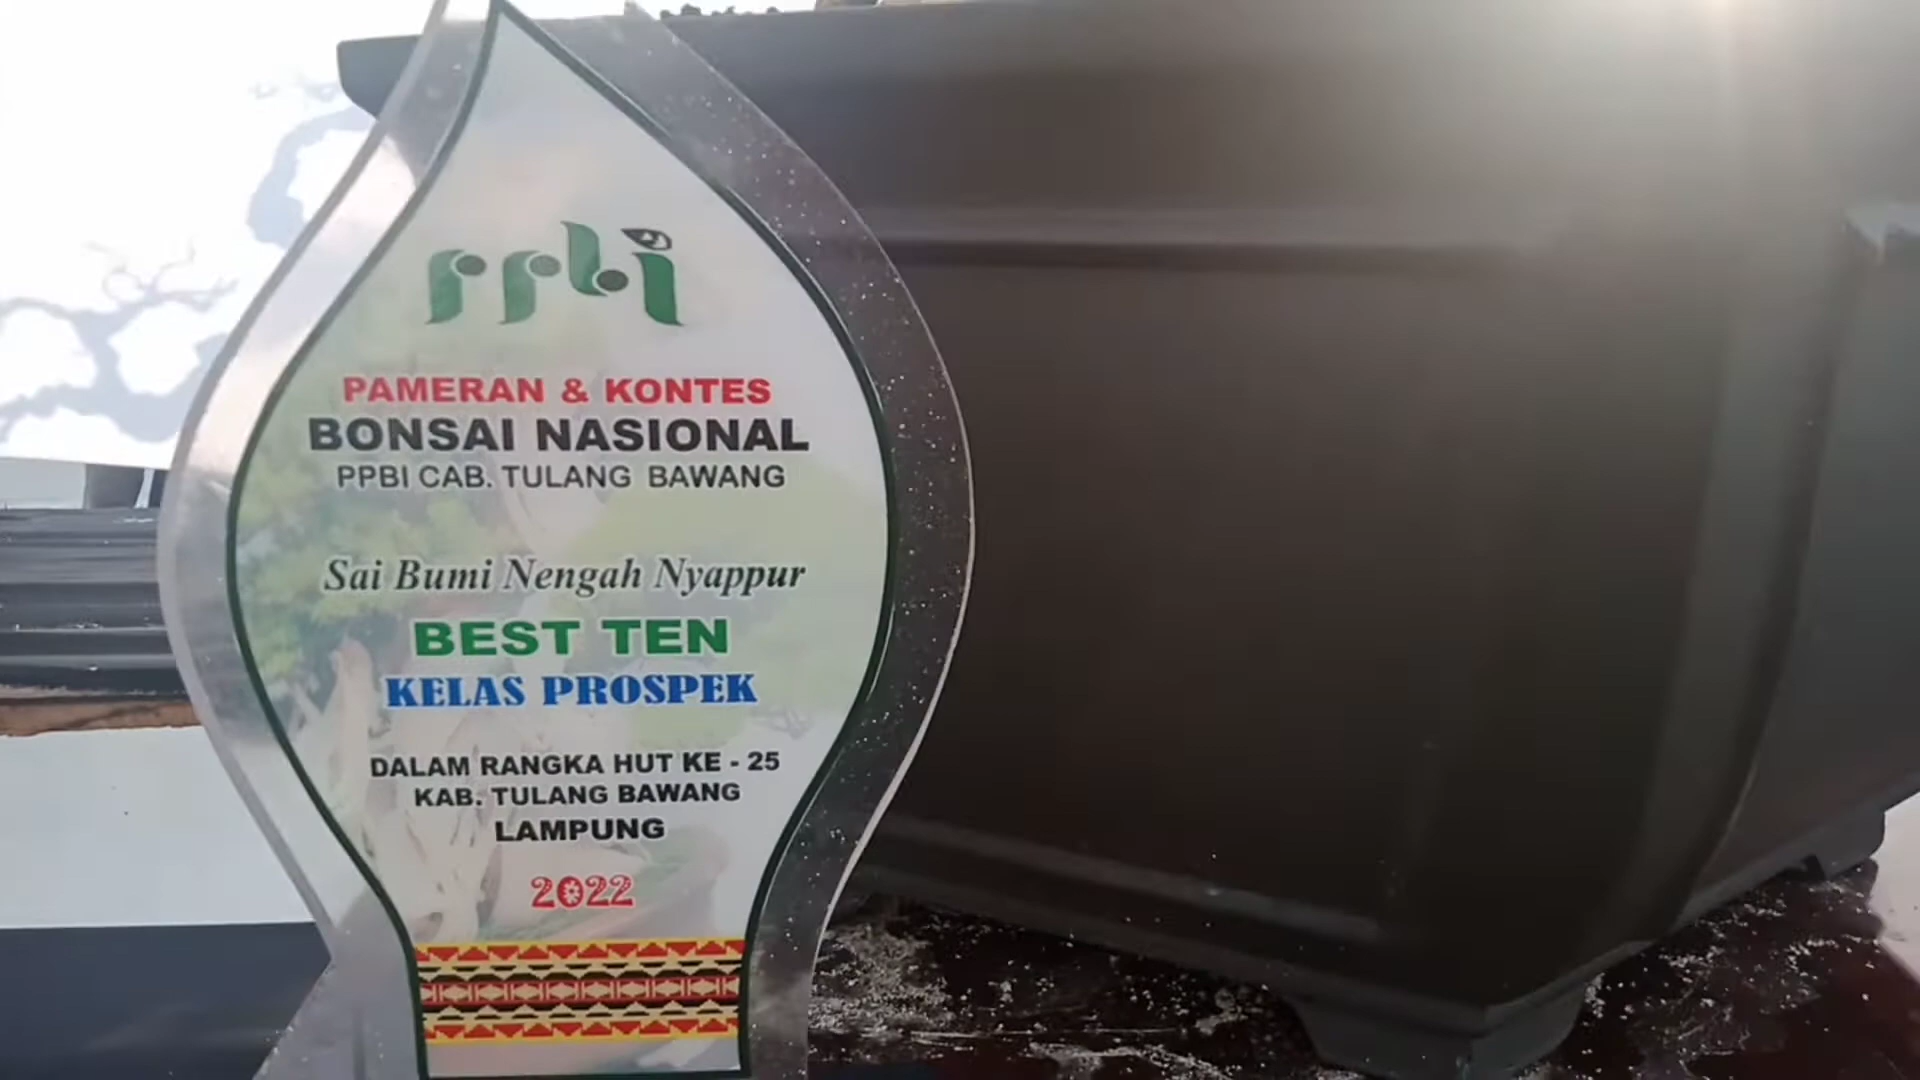 ppbi
PAMERAN & KONTES
BONSAI NASIONAL
PPBI CAB. TULANG BAWANG
Sai Bumi Nengah Nyappur
BEST TEN
KELAS PROSPEK
DALAM RANGKA HUT KE - 25
KAB. TULANG BAWANG
LAMPUNG
2022